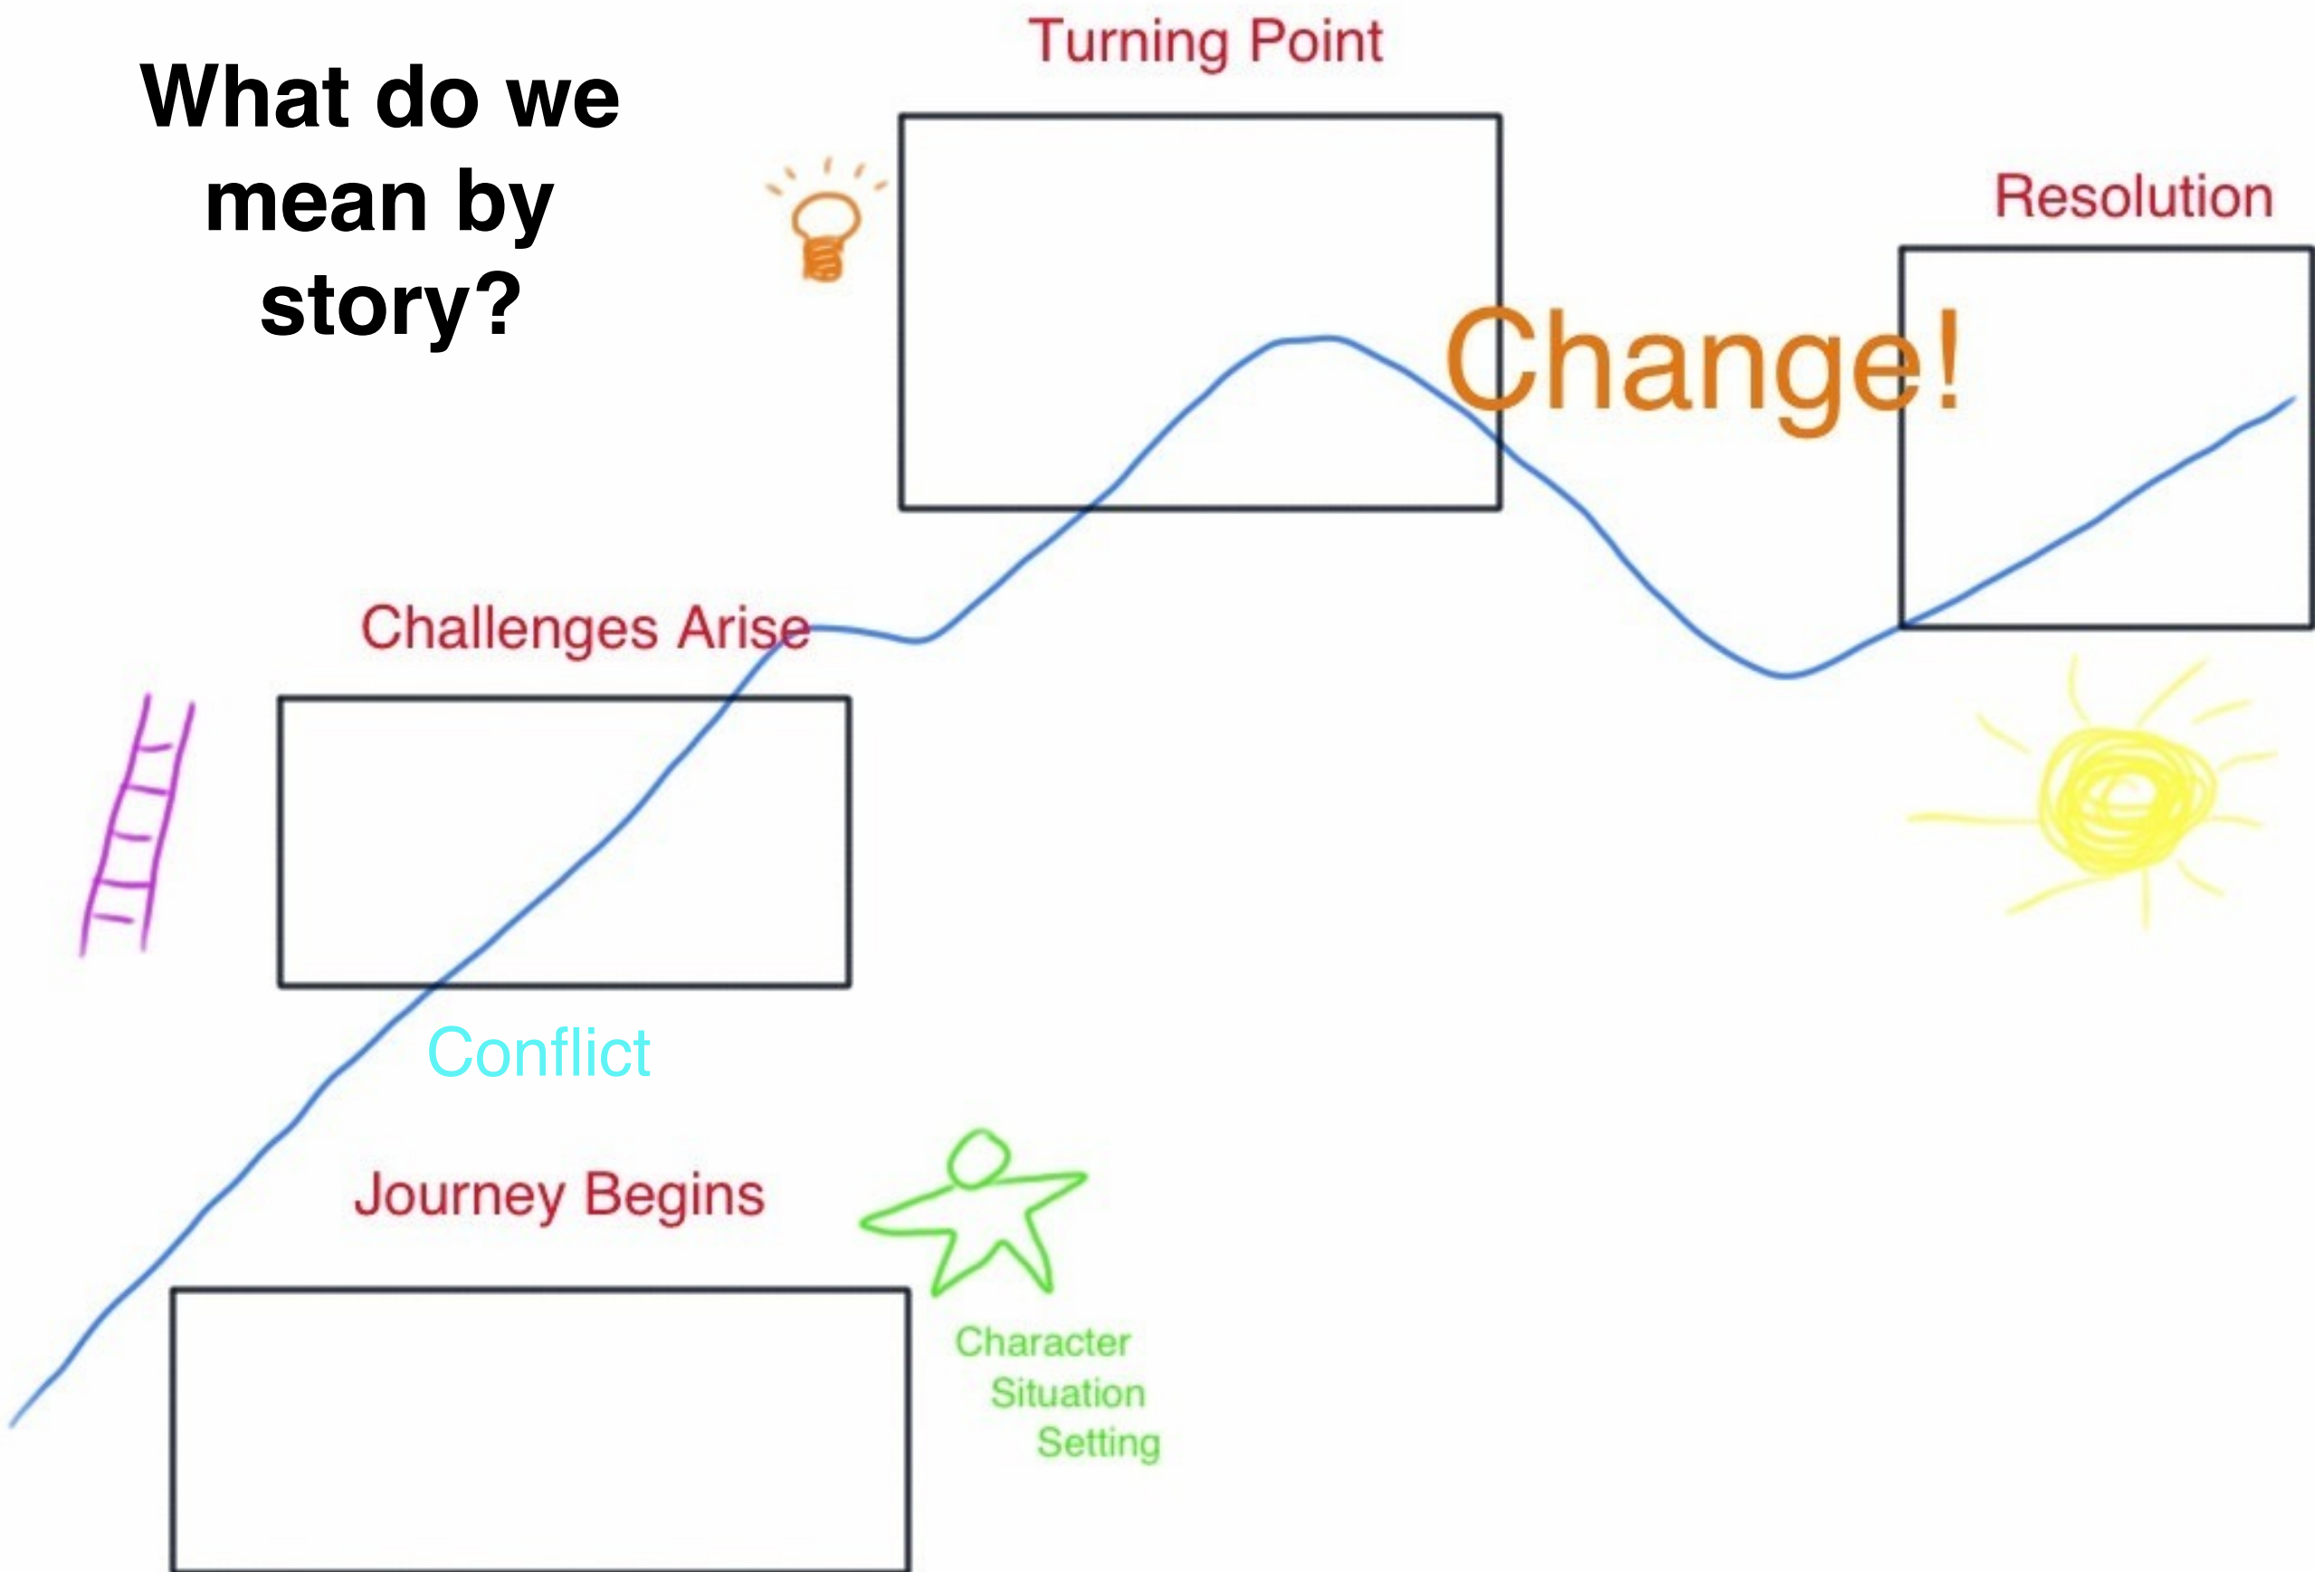 What do we
mean by
story?
Turning Point
Resolution
Change!
Challenges Arise
Conflict
Journey Begins
Character
Situation
Setting